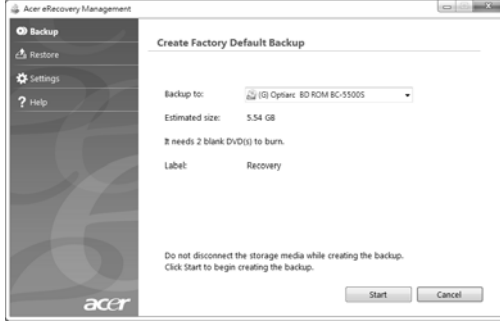 Acer eRecovery Management
Backup
Restore
Settings
? Help
Create Factory Default Backup
Backup to: (G) Optiarc BD ROM BC-5500S
Estimated size: 5.54 GB
It needs 2 blank DVD(s) to burn.
Label: Recovery
Do not disconnect the storage media while creating the backup.
Click Start to begin creating the backup.
Start Cancel
acer